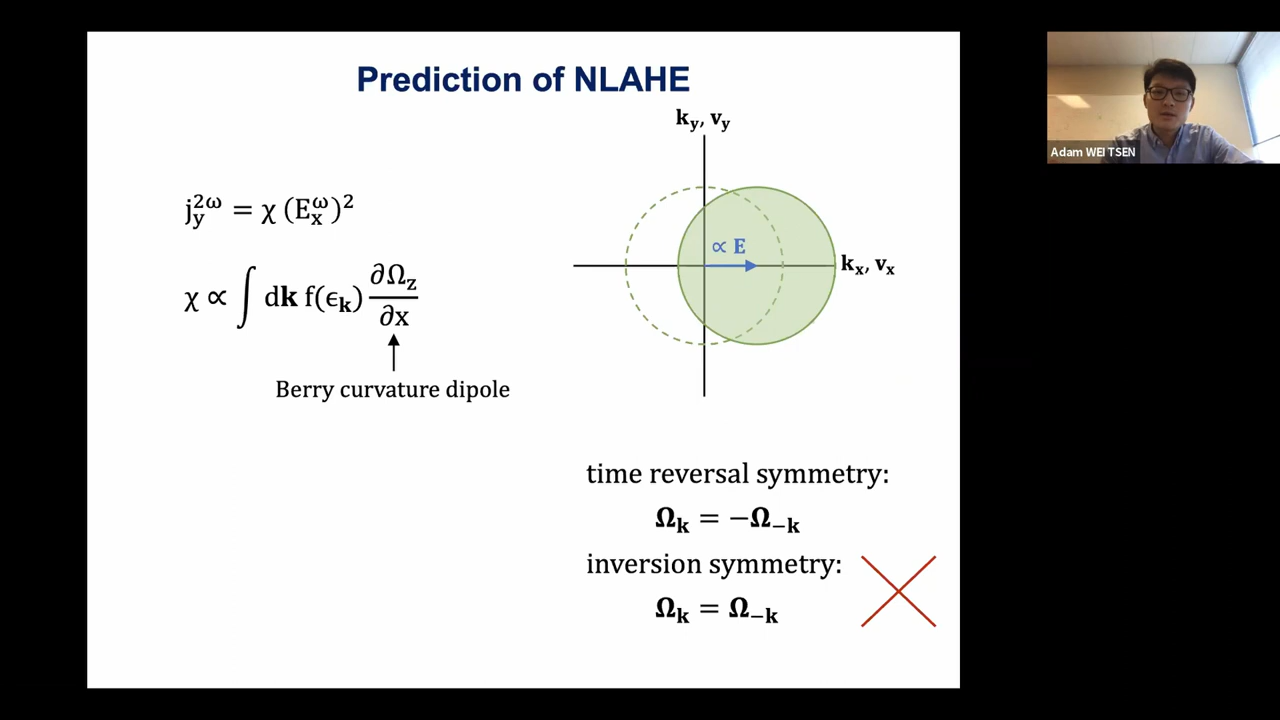 Prediction of NLAHE
j_y^{2ω} = χ (E_x^ω)^2
χ ∝ ∫ d𝐤 f(ϵ_𝐤) ∂Ω_z/∂x
Berry curvature dipole
k_y, v_y
∝ E
k_x, v_x
time reversal symmetry:
Ω_k = −Ω_{−k}
inversion symmetry:
Ω_k = Ω_{−k}
Adam WEI TSEN